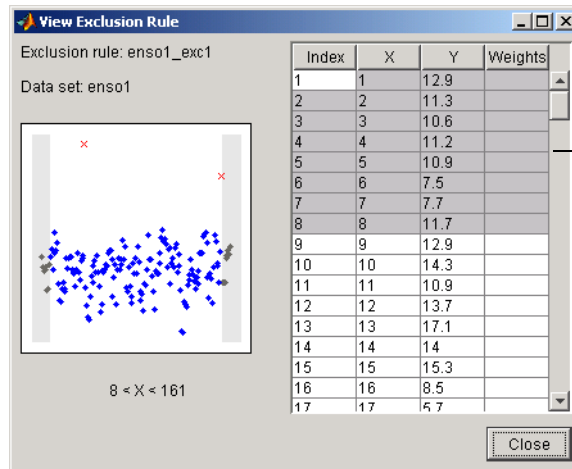 View Exclusion Rule
Exclusion rule: enso1_exc1
Data set: enso1
8 < X < 161
Index X Y Weights
1 1 12.9
2 2 11.3
3 3 10.6
4 4 11.2
5 5 10.9
6 6 7.5
7 7 7.7
8 8 11.7
9 9 12.9
10 10 14.3
11 11 10.9
12 12 13.7
13 13 17.1
14 14 14
15 15 15.3
16 16 8.5
17 17 5.7
Close